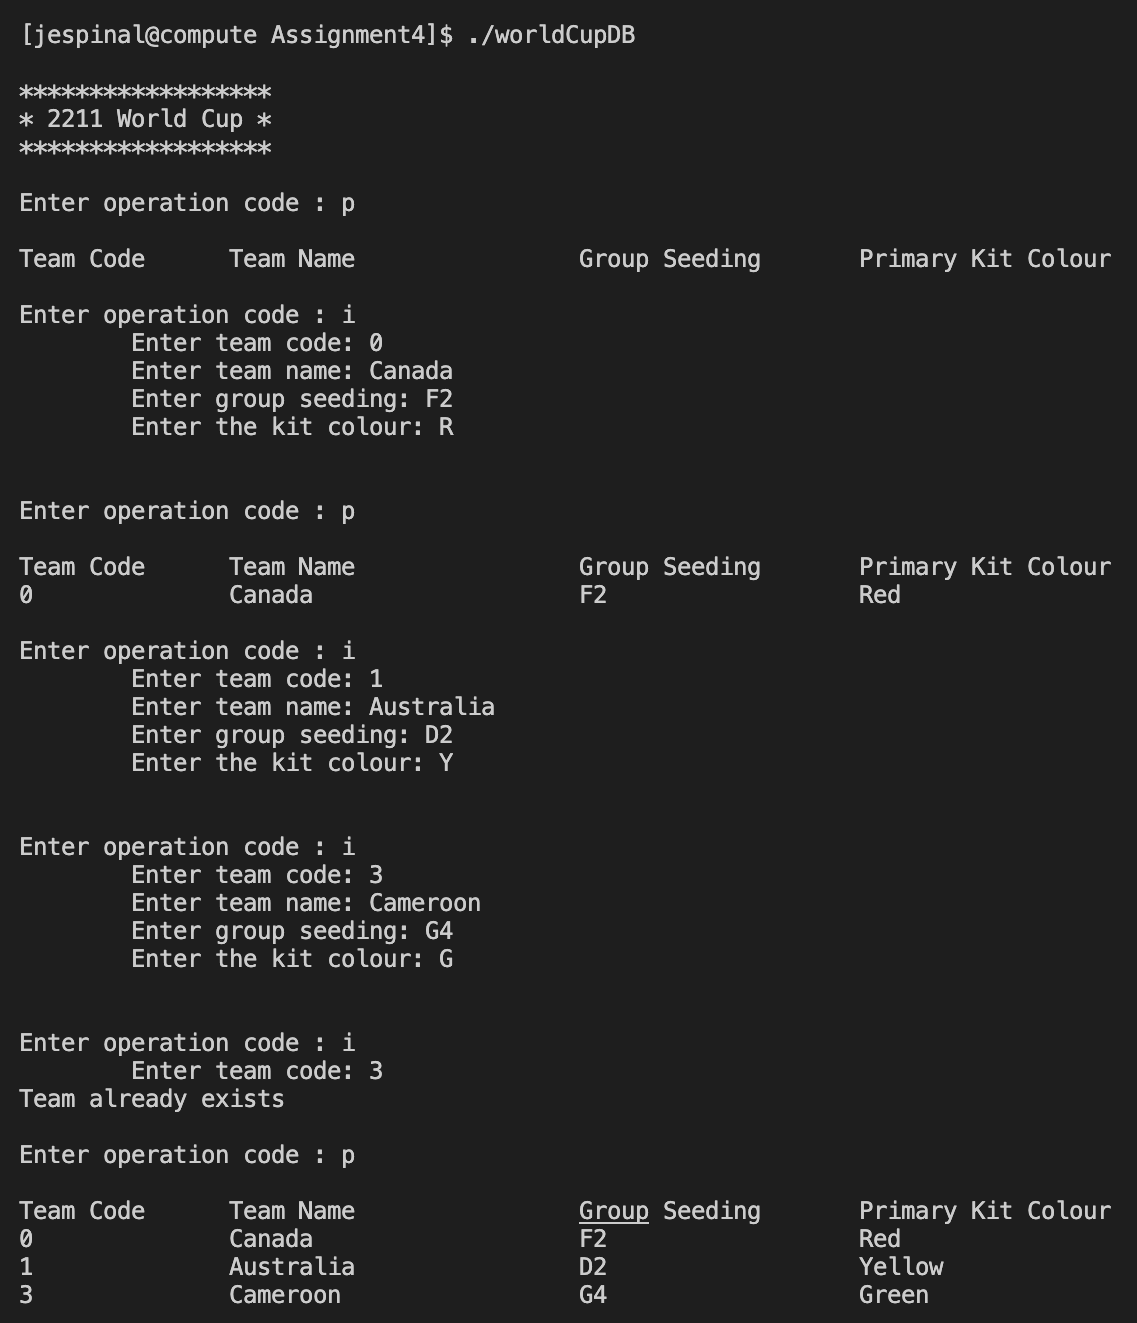 [jespinal@compute Assignment4]$ ./worldCupDB
******************
* 2211 World Cup *
******************
Enter operation code : p
Team Code Team Name Group Seeding Primary Kit Colour
Enter operation code : i
Enter team code: 0
Enter team name: Canada
Enter group seeding: F2
Enter the kit colour: R
Enter operation code : p
Team Code Team Name Group Seeding Primary Kit Colour
0 Canada F2 Red
Enter operation code : i
Enter team code: 1
Enter team name: Australia
Enter group seeding: D2
Enter the kit colour: Y
Enter operation code : i
Enter team code: 3
Enter team name: Cameroon
Enter group seeding: G4
Enter the kit colour: G
Enter operation code : i
Enter team code: 3
Team already exists
Enter operation code : p
Team Code Team Name Group Seeding Primary Kit Colour
0 Canada F2 Red
1 Australia D2 Yellow
3 Cameroon G4 Green